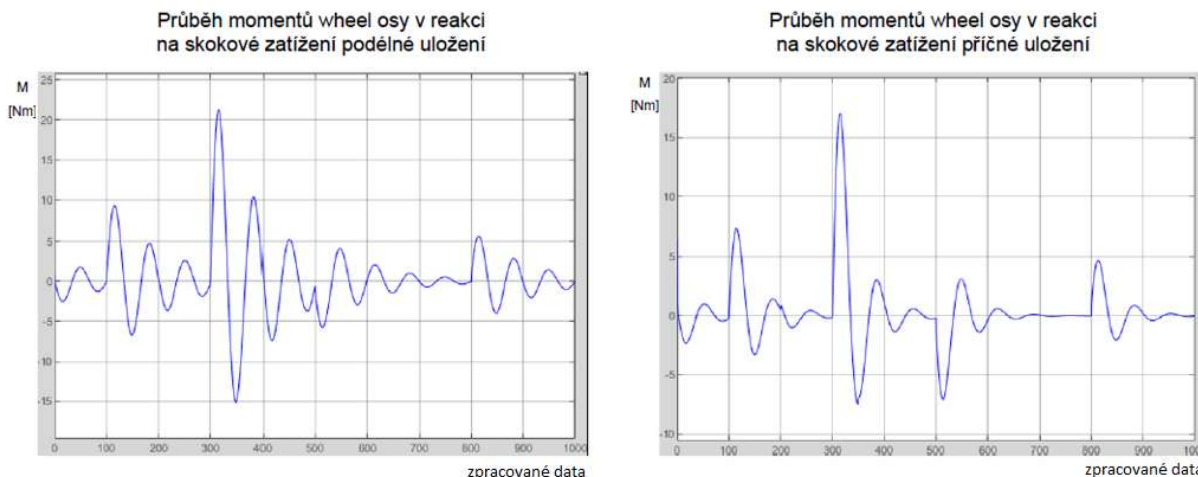 Průběh momentů wheel osy v reakci
na skokové zatížení podélné uložení
M
[Nm]
25
20
15
10
5
0
-5
-10
-15
0 100 200 300 400 500 600 700 800 900 1000
zpracované data
Průběh momentů wheel osy v reakci
na skokové zatížení příčné uložení
M
[Nm]
20
15
10
5
0
-5
-10
0 100 200 300 400 500 600 700 800 900 100
zpracované data